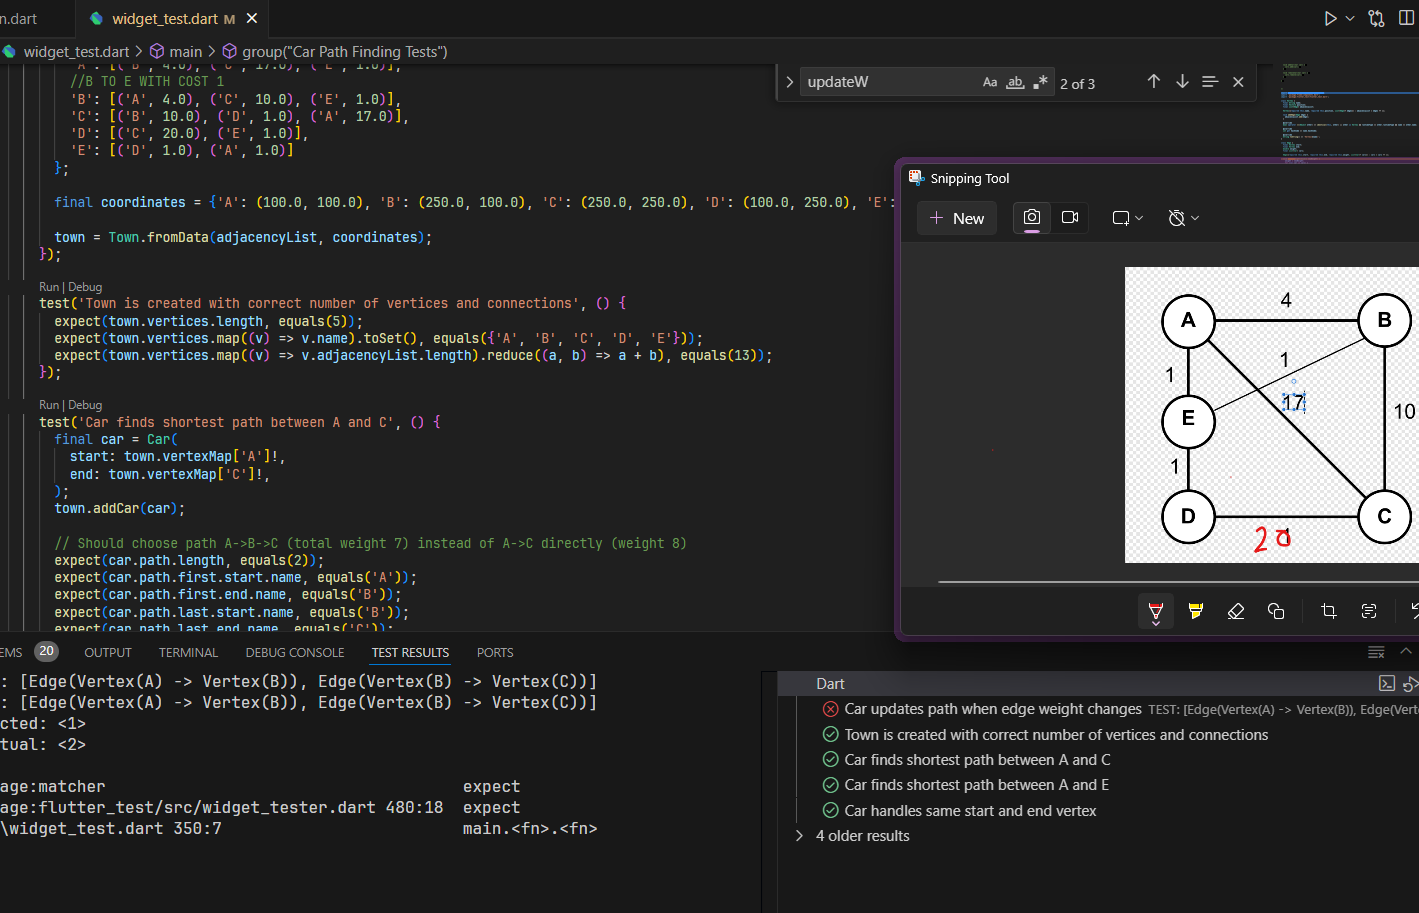 n.dart
widget_test.dart M
widget_test.dart > main > group("Car Path Finding Tests")
'A': [('B', 4.0), ('C', 17.0), ('E', 1.0)],
//B TO E WITH COST 1
'B': [('A', 4.0), ('C', 10.0), ('E', 1.0)],
'C': [('B', 10.0), ('D', 1.0), ('A', 17.0)],
'D': [('C', 20.0), ('E', 1.0)],
'E': [('D', 1.0), ('A', 1.0)]
};
final coordinates = {'A': (100.0, 100.0), 'B': (250.0, 100.0), 'C': (250.0, 250.0), 'D': (100.0, 250.0), 'E':
town = Town.fromData(adjacencyList, coordinates);
});
Run | Debug
test('Town is created with correct number of vertices and connections', () {
expect(town.vertices.length, equals(5));
expect(town.vertices.map((v) => v.name).toSet(), equals({'A', 'B', 'C', 'D', 'E'}));
expect(town.vertices.map((v) => v.adjacencyList.length).reduce((a, b) => a + b), equals(13));
});
Run | Debug
test('Car finds shortest path between A and C', () {
final car = Car(
start: town.vertexMap['A']!,
end: town.vertexMap['C']!,
);
town.addCar(car);
// Should choose path A->B->C (total weight 7) instead of A->C directly (weight 8)
expect(car.path.length, equals(2));
expect(car.path.first.start.name, equals('A'));
expect(car.path.first.end.name, equals('B'));
expect(car.path.last.start.name, equals('B'));
expect(car.path.last.end.name, equals('C'));
updateW
Aa ab .* 2 of 3
Snipping Tool
New
4
A
B
1
1
17
10
E
1
D
C
20
EMS 20 OUTPUT TERMINAL DEBUG CONSOLE TEST RESULTS PORTS
: [Edge(Vertex(A) -> Vertex(B)), Edge(Vertex(B) -> Vertex(C))]
: [Edge(Vertex(A) -> Vertex(B)), Edge(Vertex(B) -> Vertex(C))]
cted: <1>
tual: <2>
age:matcher expect
age:flutter_test/src/widget_tester.dart 480:18 expect
\widget_test.dart 350:7 main.<fn>.<fn>
Dart
Car updates path when edge weight changes TEST: [Edge(Vertex(A) -> Vertex(B)), Edge(Vertex
Town is created with correct number of vertices and connections
Car finds shortest path between A and C
Car finds shortest path between A and E
Car handles same start and end vertex
4 older results